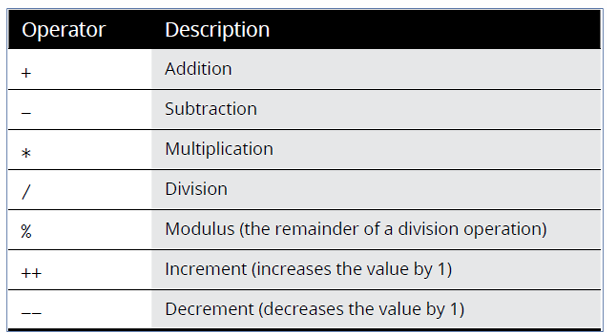 Operator Description
+ Addition
– Subtraction
* Multiplication
/ Division
% Modulus (the remainder of a division operation)
++ Increment (increases the value by 1)
–– Decrement (decreases the value by 1)